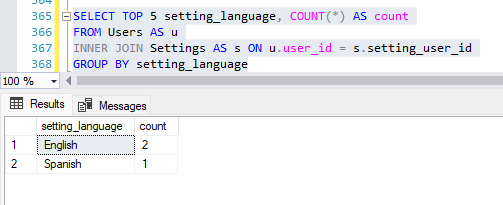 364
365 SELECT TOP 5 setting_language, COUNT(*) AS count
366 FROM Users AS u
367 INNER JOIN Settings AS s ON u.user_id = s.setting_user_id
368 GROUP BY setting_language
100 %
Results Messages
setting_language count
1 English 2
2 Spanish 1